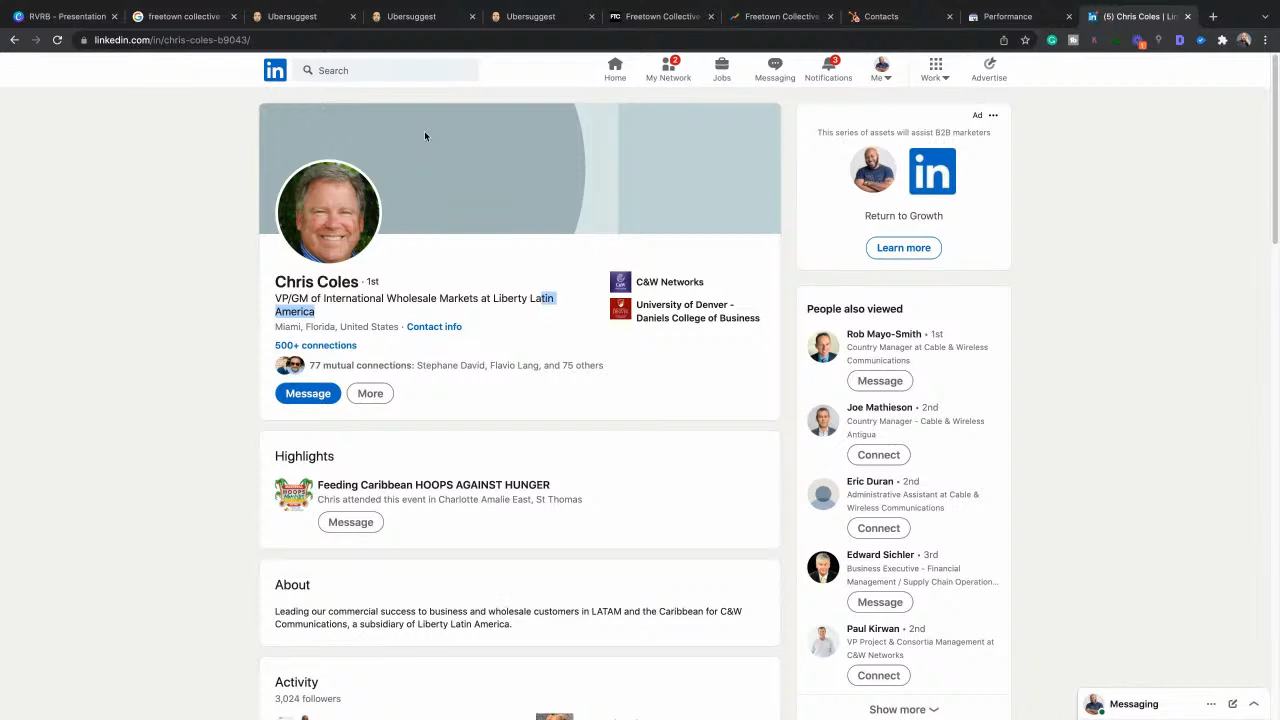 RVRB - Presentation
freetown collective
Ubersuggest
Ubersuggest
Ubersuggest
Freetown Collective
Freetown Collective
Contacts
Performance
(5) Chris Coles | Lin
linkedin.com/in/chris-coles-b9043/
in
Search
Home
2
My Network
Jobs
Messaging
3
Notifications
Me
Work
Advertise
Chris Coles · 1st
VP/GM of International Wholesale Markets at Liberty Latin
America
Miami, Florida, United States · Contact info
500+ connections
77 mutual connections: Stephane David, Flavio Lang, and 75 others
Message
More
C&W Networks
University of Denver -
Daniels College of Business
Highlights
Feeding Caribbean HOOPS AGAINST HUNGER
Chris attended this event in Charlotte Amalie East, St Thomas
Message
About
Leading our commercial success to business and wholesale customers in LATAM and the Caribbean for C&W
Communications, a subsidiary of Liberty Latin America.
Activity
3,024 followers
Ad
This series of assets will assist B2B marketers
in
Return to Growth
Learn more
People also viewed
Rob Mayo-Smith • 1st
Country Manager at Cable & Wireless
Communications
Message
Joe Mathieson • 2nd
Country Manager - Cable & Wireless
Antigua
Connect
Eric Duran • 2nd
Administrative Assistant at Cable &
Wireless Communications
Connect
Edward Sichler • 3rd
Business Executive - Financial
Management / Supply Chain Operation...
Message
Paul Kirwan • 2nd
VP Project & Consortia Management at
C&W Networks
Connect
Show more
Messaging